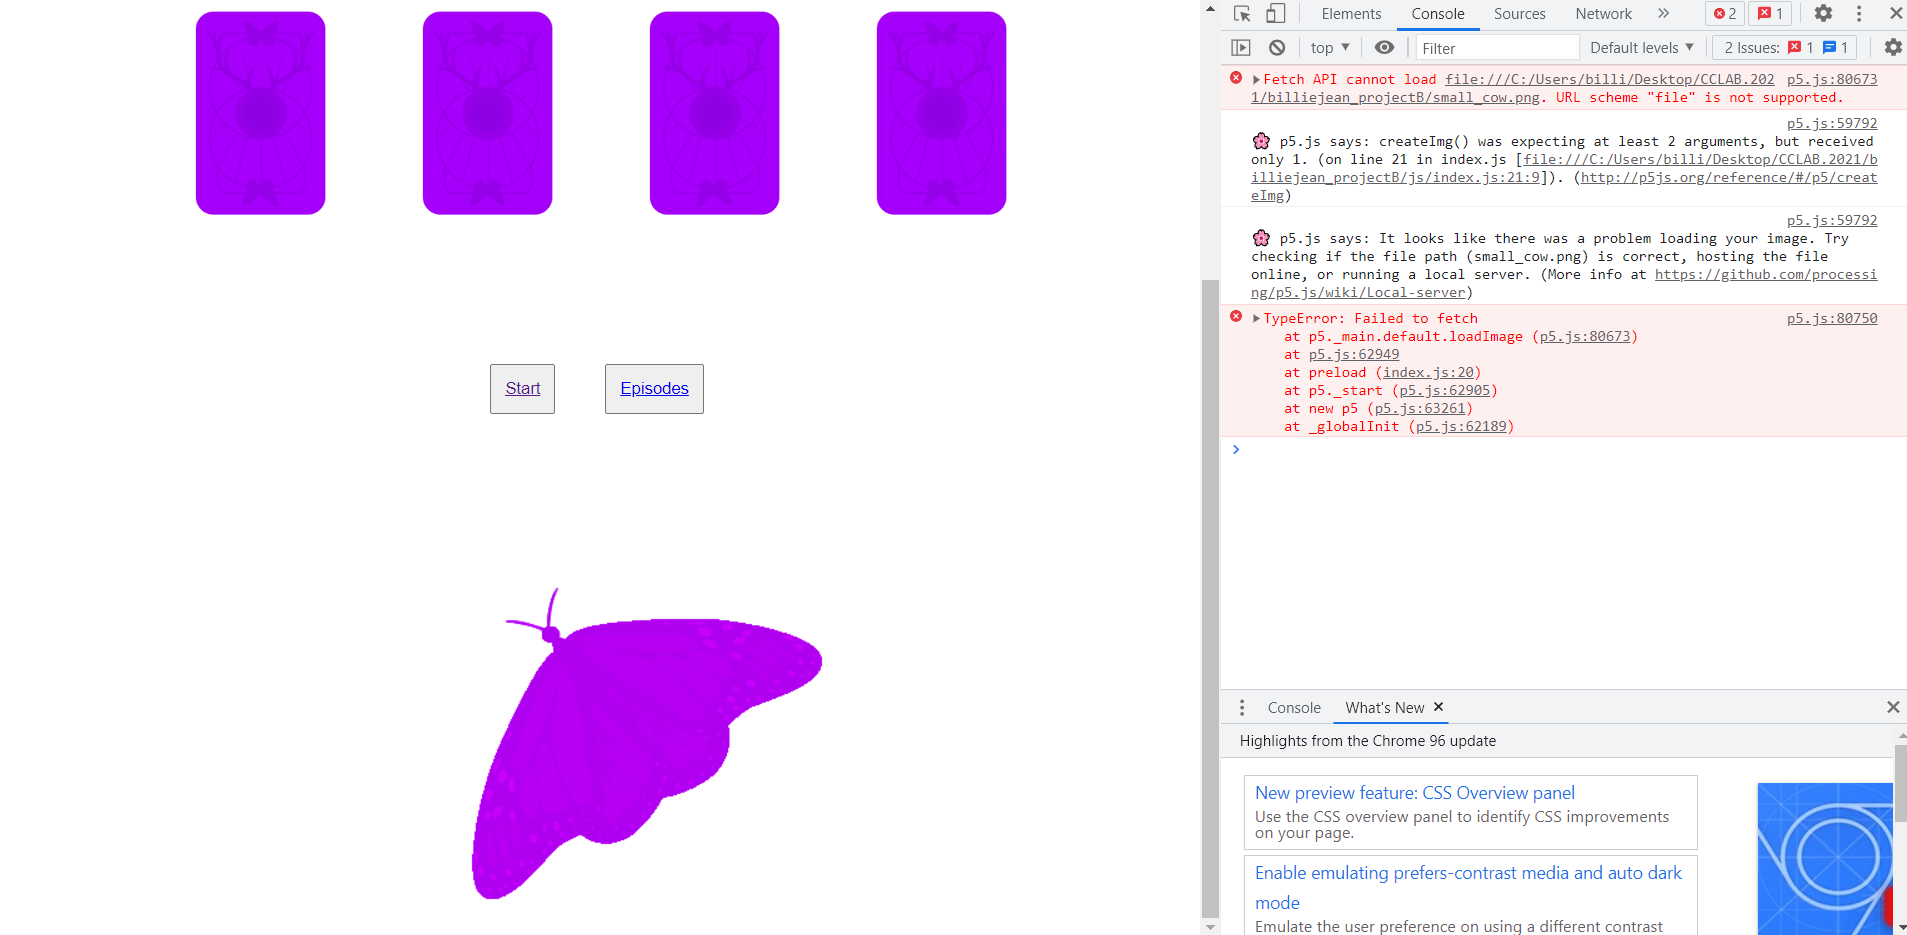 Start
Episodes
Elements
Console
Sources
Network
»
2
1
top ▼
Filter
Default levels ▼
2 Issues: 1 1
▶Fetch API cannot load file:///C:/Users/billi/Desktop/CCLAB.202 p5.js:80673
1/billiejean_projectB/small_cow.png. URL scheme "file" is not supported.
p5.js:59792
🌸 p5.js says: createImg() was expecting at least 2 arguments, but received
only 1. (on line 21 in index.js [file:///C:/Users/billi/Desktop/CCLAB.2021/b
illiejean_projectB/js/index.js:21:9]). (http://p5js.org/reference/#/p5/creat
eImg)
p5.js:59792
🌸 p5.js says: It looks like there was a problem loading your image. Try
checking if the file path (small_cow.png) is correct, hosting the file
online, or running a local server. (More info at https://github.com/processi
ng/p5.js/wiki/Local-server)
▶TypeError: Failed to fetch p5.js:80750
at p5._main.default.loadImage (p5.js:80673)
at p5.js:62949
at preload (index.js:20)
at p5._start (p5.js:62905)
at new p5 (p5.js:63261)
at _globalInit (p5.js:62189)
Console
What's New
Highlights from the Chrome 96 update
New preview feature: CSS Overview panel
Use the CSS overview panel to identify CSS improvements
on your page.
Enable emulating prefers-contrast media and auto dark
mode
Emulate the user preference on using a different contrast